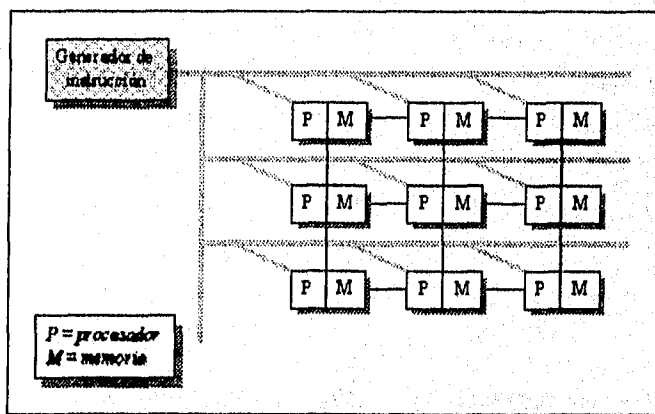 Generador de
instrucción
P M P M P M
P M P M P M
P M P M P M
P = procesador
M = memoria